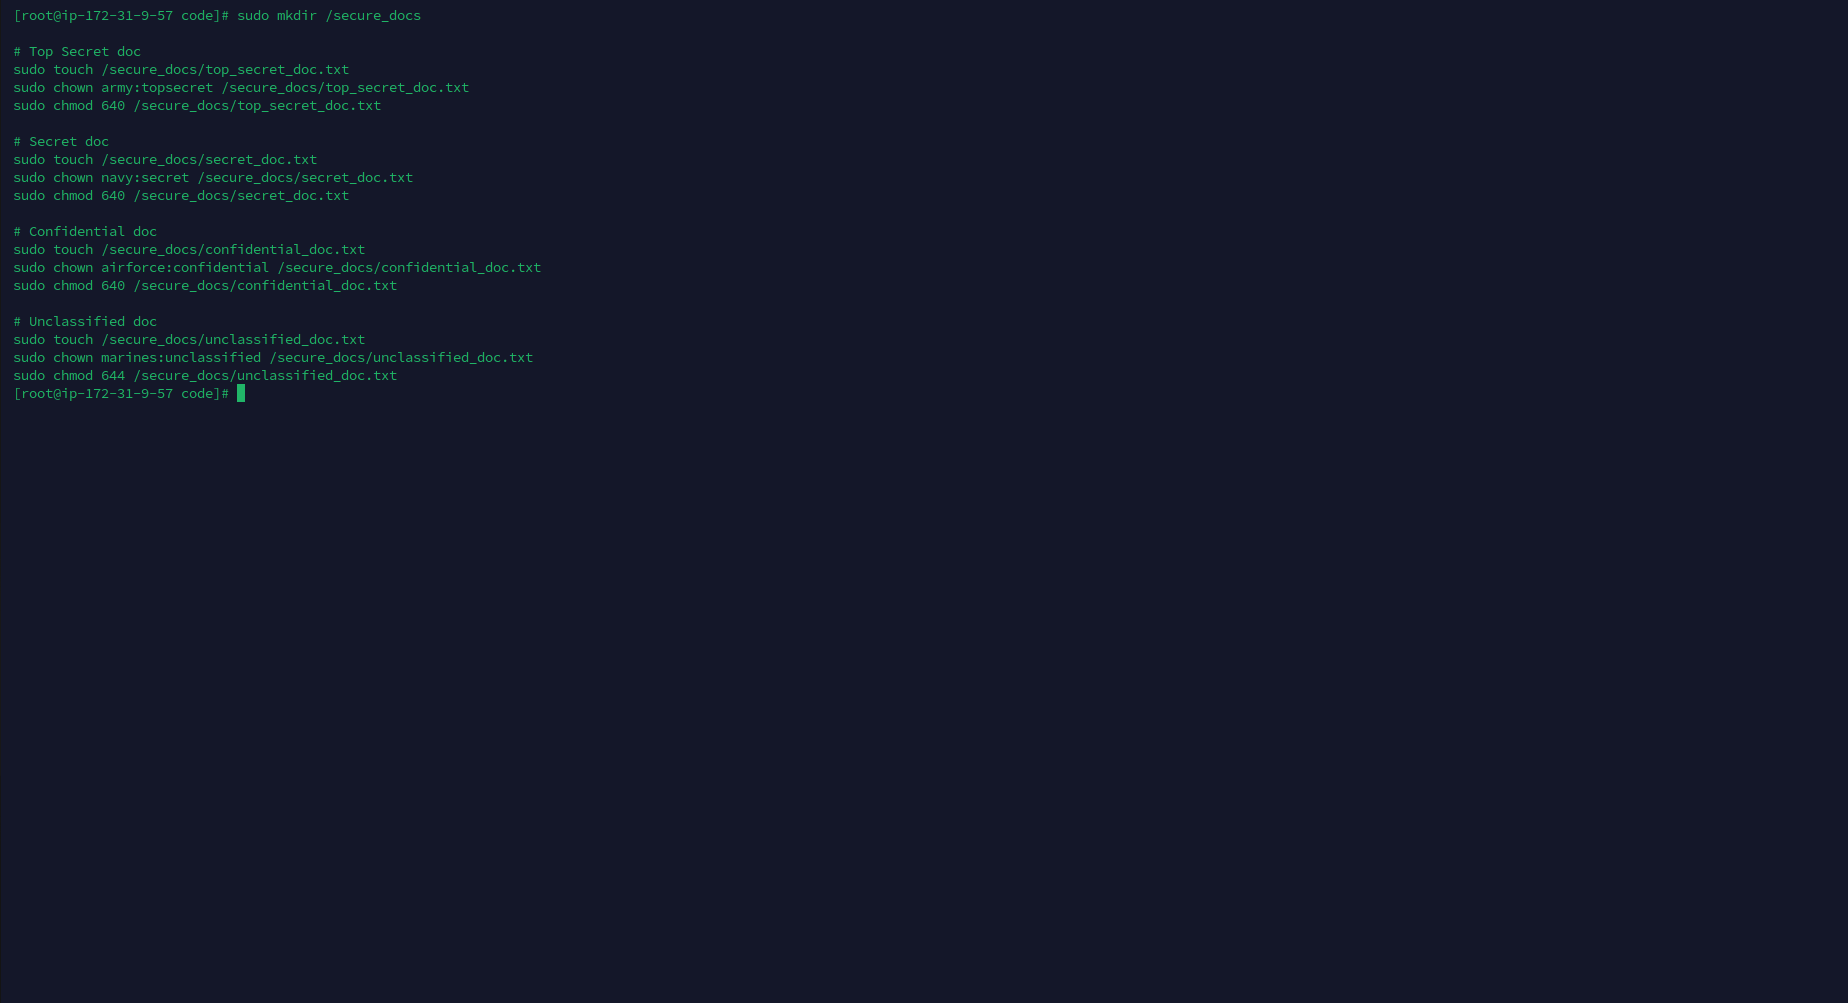 [root@ip-172-31-9-57 code]# sudo mkdir /secure_docs
# Top Secret doc
sudo touch /secure_docs/top_secret_doc.txt
sudo chown army:topsecret /secure_docs/top_secret_doc.txt
sudo chmod 640 /secure_docs/top_secret_doc.txt
# Secret doc
sudo touch /secure_docs/secret_doc.txt
sudo chown navy:secret /secure_docs/secret_doc.txt
sudo chmod 640 /secure_docs/secret_doc.txt
# Confidential doc
sudo touch /secure_docs/confidential_doc.txt
sudo chown airforce:confidential /secure_docs/confidential_doc.txt
sudo chmod 640 /secure_docs/confidential_doc.txt
# Unclassified doc
sudo touch /secure_docs/unclassified_doc.txt
sudo chown marines:unclassified /secure_docs/unclassified_doc.txt
sudo chmod 644 /secure_docs/unclassified_doc.txt
[root@ip-172-31-9-57 code]#